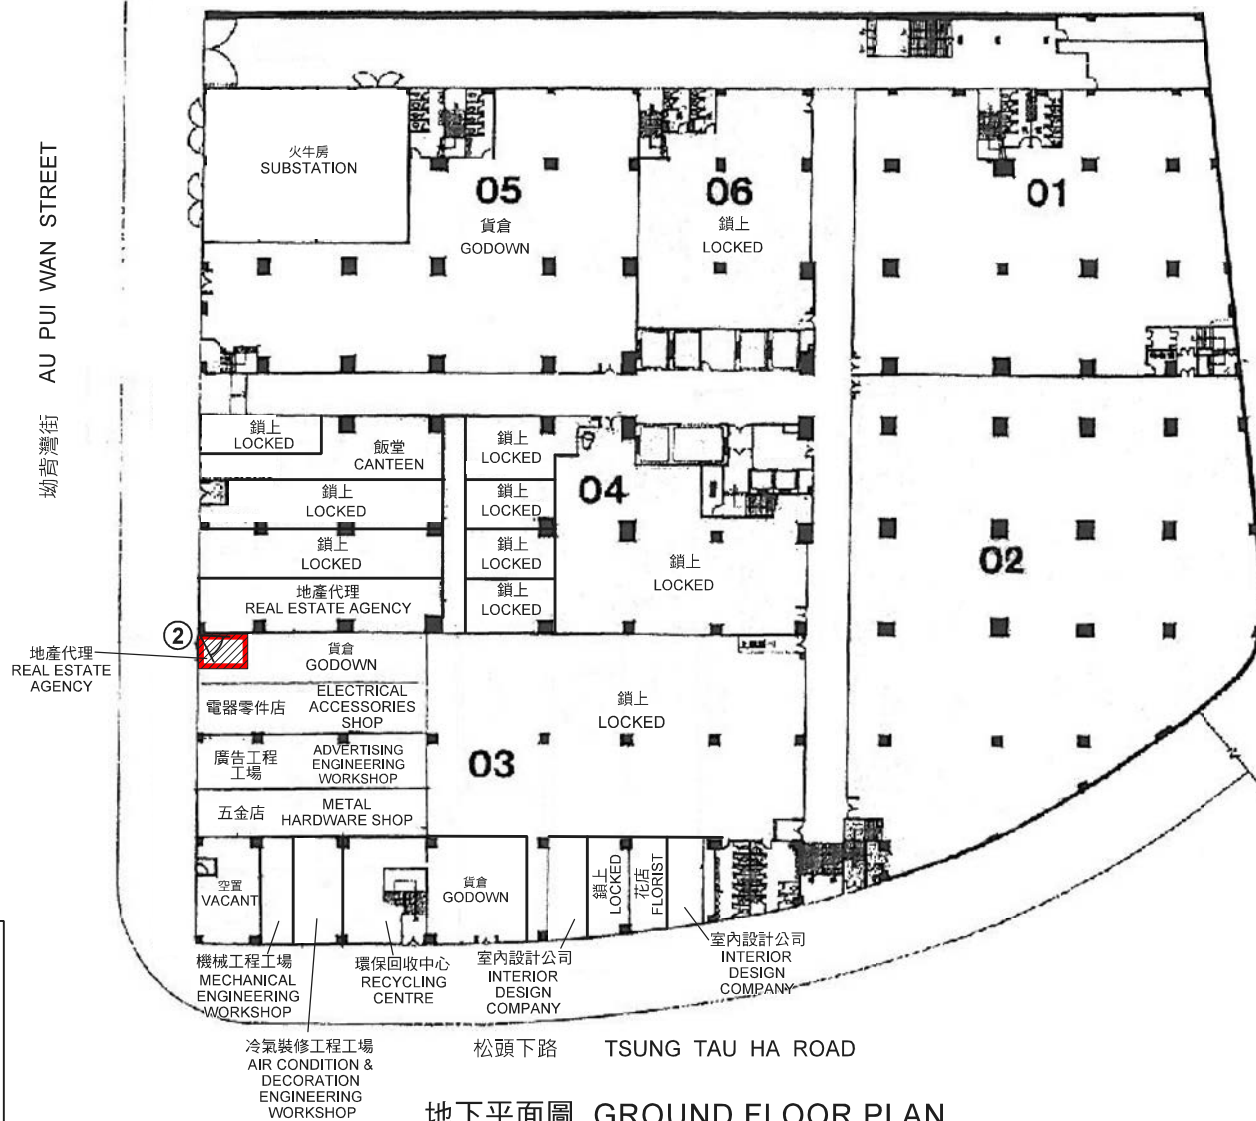 坳背灣街 AU PUI WAN STREET
火牛房
SUBSTATION
05
貨倉
GODOWN
06
鎖上
LOCKED
01
鎖上
LOCKED
飯堂
CANTEEN
鎖上
LOCKED
鎖上
LOCKED
地產代理
REAL ESTATE AGENCY
鎖上
LOCKED
鎖上
LOCKED
鎖上
LOCKED
鎖上
LOCKED
04
鎖上
LOCKED
02
②
地產代理
REAL ESTATE
AGENCY
貨倉
GODOWN
電器零件店
ELECTRICAL
ACCESSORIES
SHOP
廣告工程
工場
ADVERTISING
ENGINEERING
WORKSHOP
五金店
METAL
HARDWARE SHOP
鎖上
LOCKED
03
空置
VACANT
貨倉
GODOWN
鎖上
LOCKED
花店
FLORIST
機械工程工場
MECHANICAL
ENGINEERING
WORKSHOP
冷氣裝修工程工場
AIR CONDITION &
DECORATION
ENGINEERING
WORKSHOP
環保回收中心
RECYCLING
CENTRE
室內設計公司
INTERIOR
DESIGN
COMPANY
室內設計公司
INTERIOR
DESIGN
COMPANY
松頭下路 TSUNG TAU HA ROAD
地下平面圖 GROUND FLOOR PLAN